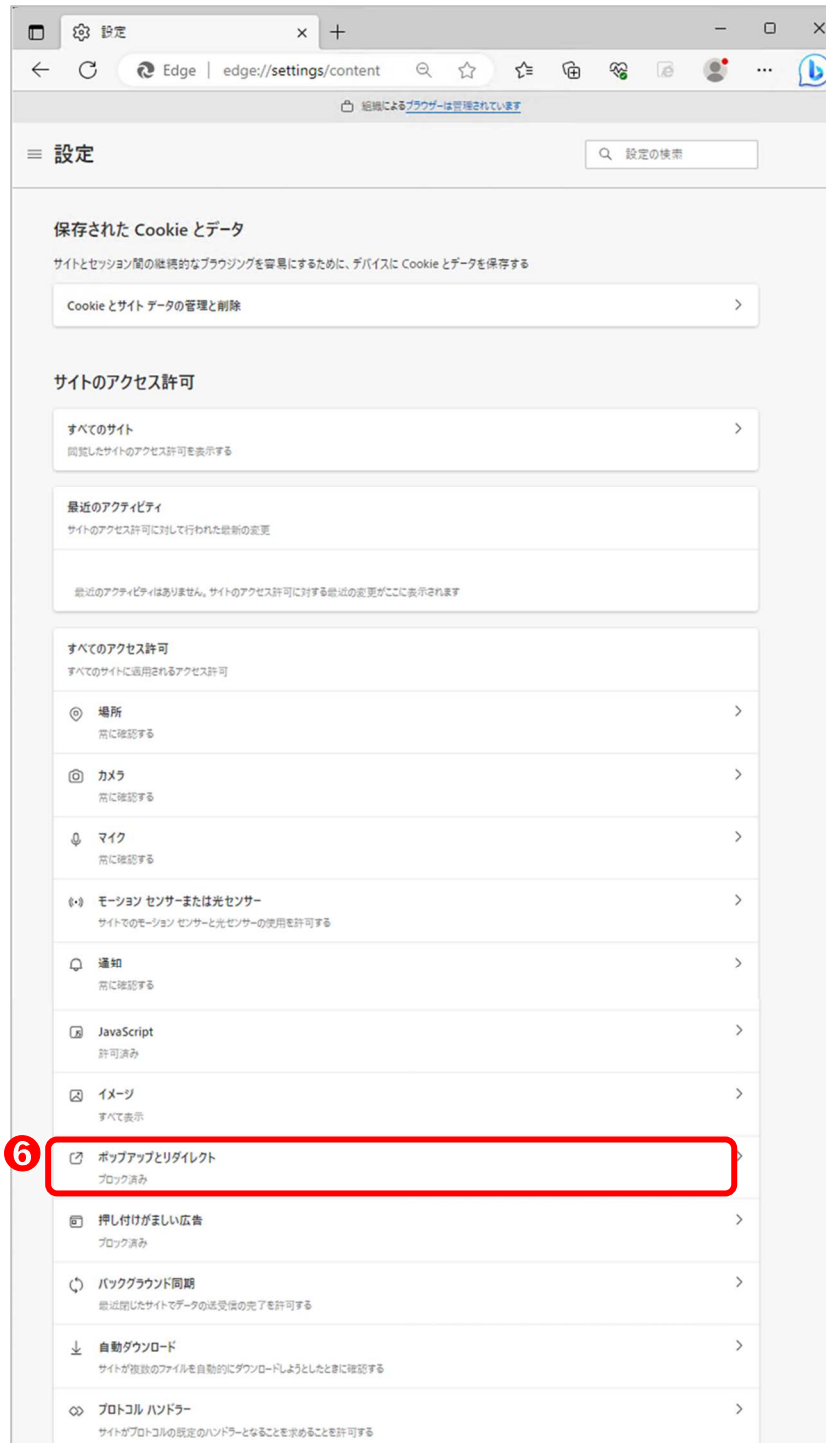 設定
Edge | edge://settings/content
組織によるブラウザーは管理されています
設定
設定の検索
保存された Cookie とデータ
サイトとセッション間の継続的なブラウジングを容易にするために、デバイスに Cookie とデータを保存する
Cookie とサイト データの管理と削除
サイトのアクセス許可
すべてのサイト
閲覧したサイトのアクセス許可を表示する
最近のアクティビティ
サイトのアクセス許可に対して行われた最新の変更
最近のアクティビティはありません。サイトのアクセス許可に対する最近の変更がここに表示されます
すべてのアクセス許可
すべてのサイトに適用されるアクセス許可
場所
常に確認する
カメラ
常に確認する
マイク
常に確認する
モーション センサーまたは光センサー
サイトでのモーション センサーと光センサーの使用を許可する
通知
常に確認する
JavaScript
許可済み
イメージ
すべて表示
6
ポップアップとリダイレクト
ブロック済み
押し付けがましい広告
ブロック済み
バックグラウンド同期
最近閉じたサイトでデータの送受信の完了を許可する
自動ダウンロード
サイトが複数のファイルを自動的にダウンロードしようとしたときに確認する
プロトコル ハンドラー
サイトがプロトコルの既定のハンドラーとなることを求めることを許可する